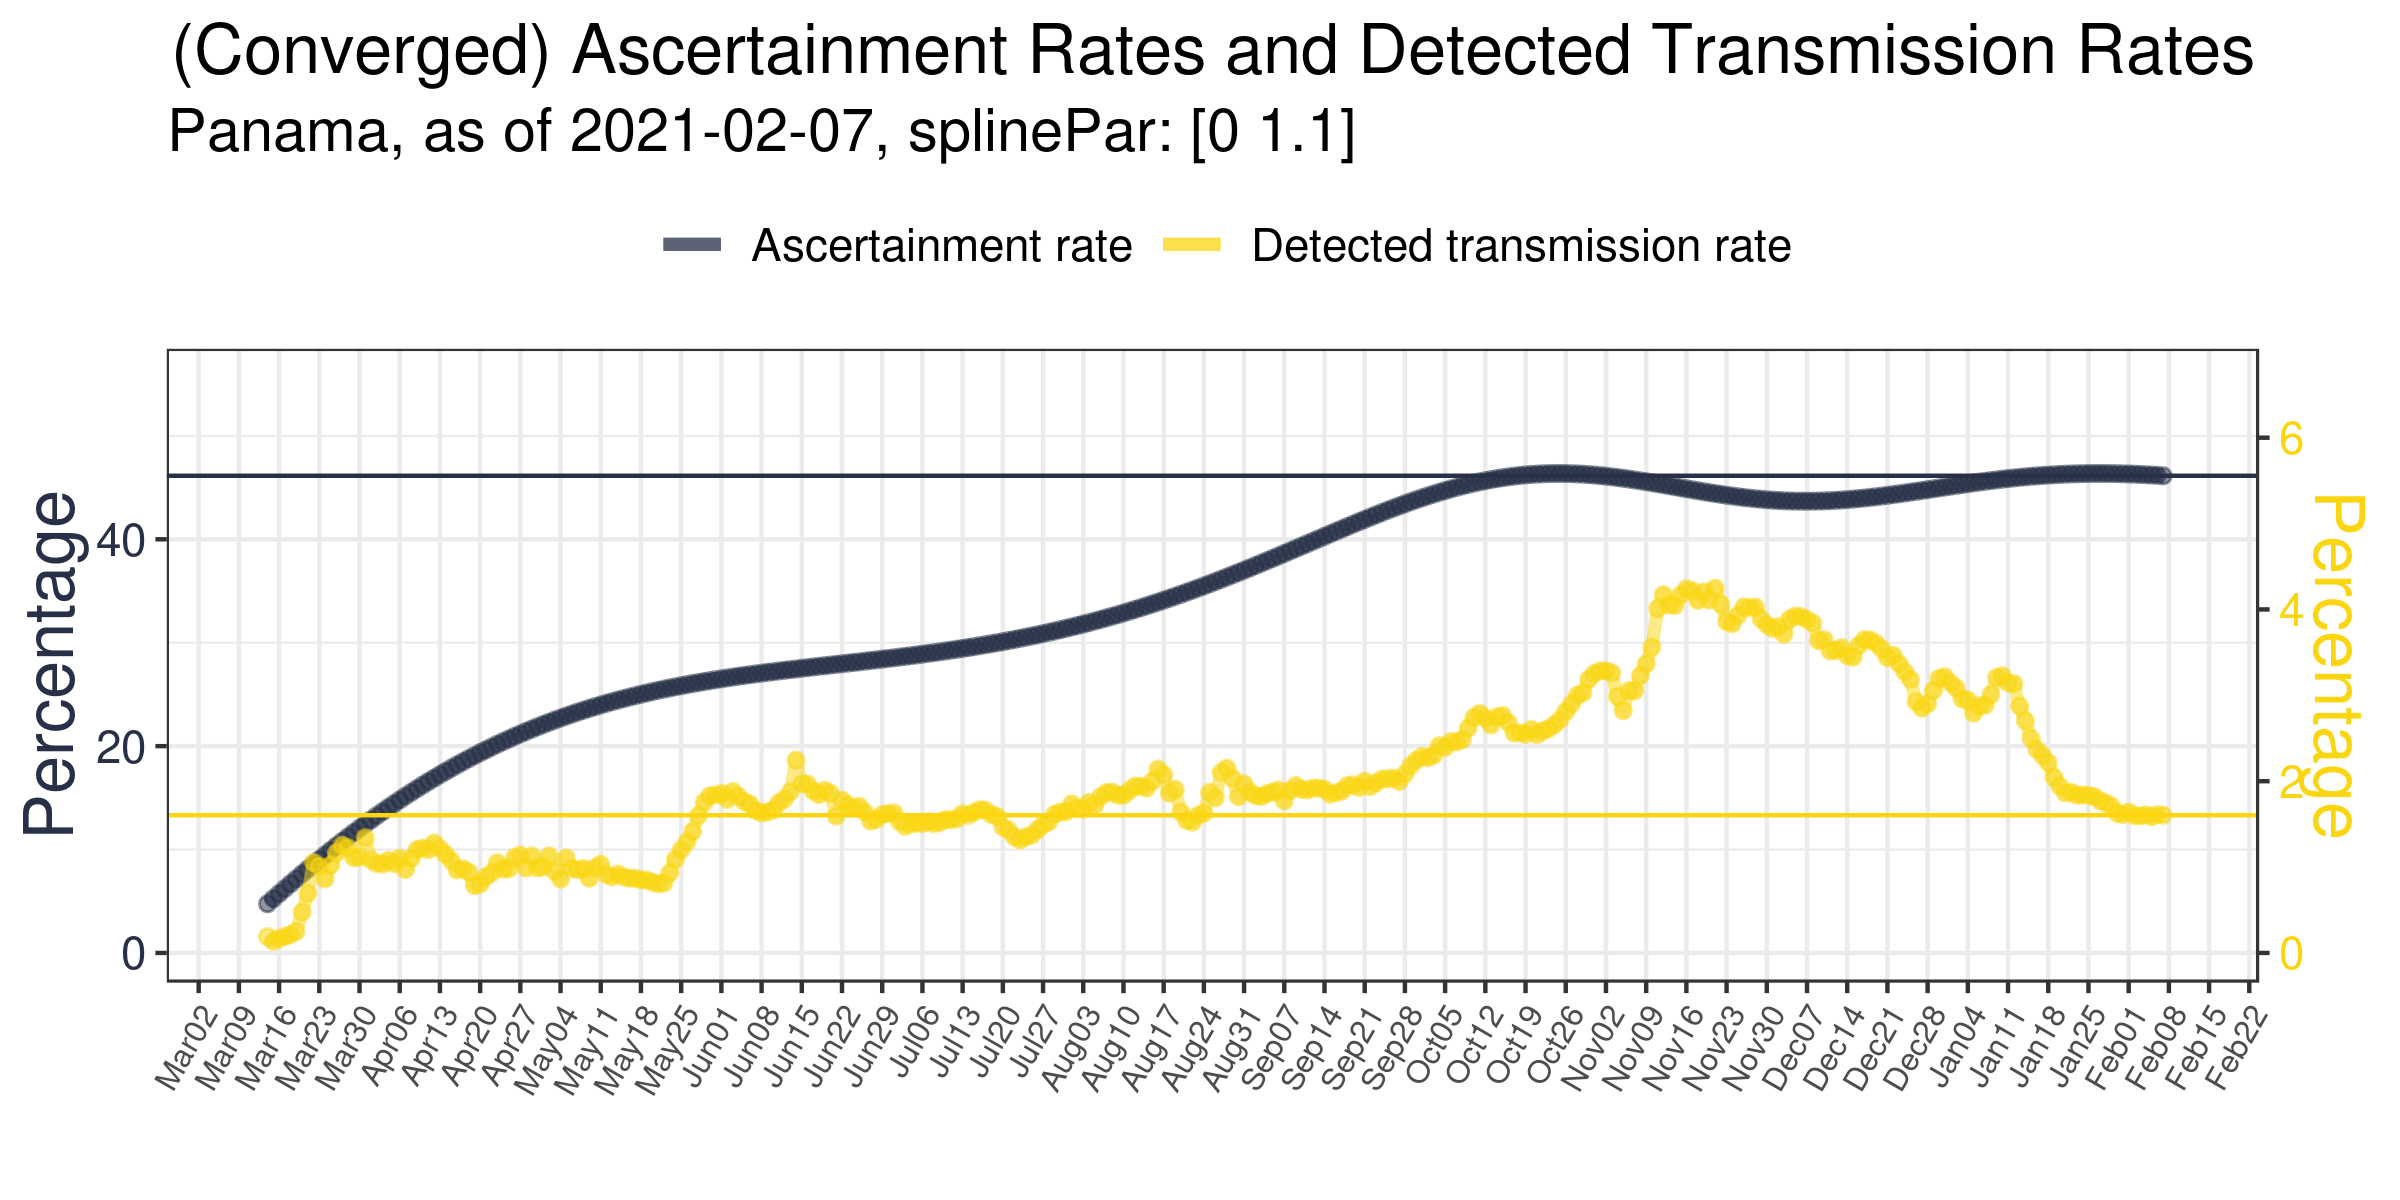 (Converged) Ascertainment Rates and Detected Transmission Rates
Panama, as of 2021-02-07, splinePar: [0 1.1]
Ascertainment rate Detected transmission rate
Percentage
40
20
0
6
4
2
0
Percentage
Mar02 Mar09 Mar16 Mar23 Mar30 Apr06 Apr13 Apr20 Apr27 May04 May11 May18 May25 Jun01 Jun08 Jun15 Jun22 Jun29 Jul06 Jul13 Jul20 Jul27 Aug03 Aug10 Aug17 Aug24 Aug31 Sep07 Sep14 Sep21 Sep28 Oct05 Oct12 Oct19 Oct26 Nov02 Nov09 Nov16 Nov23 Nov30 Dec07 Dec14 Dec21 Dec28 Jan04 Jan11 Jan18 Jan25 Feb01 Feb08 Feb15 Feb22